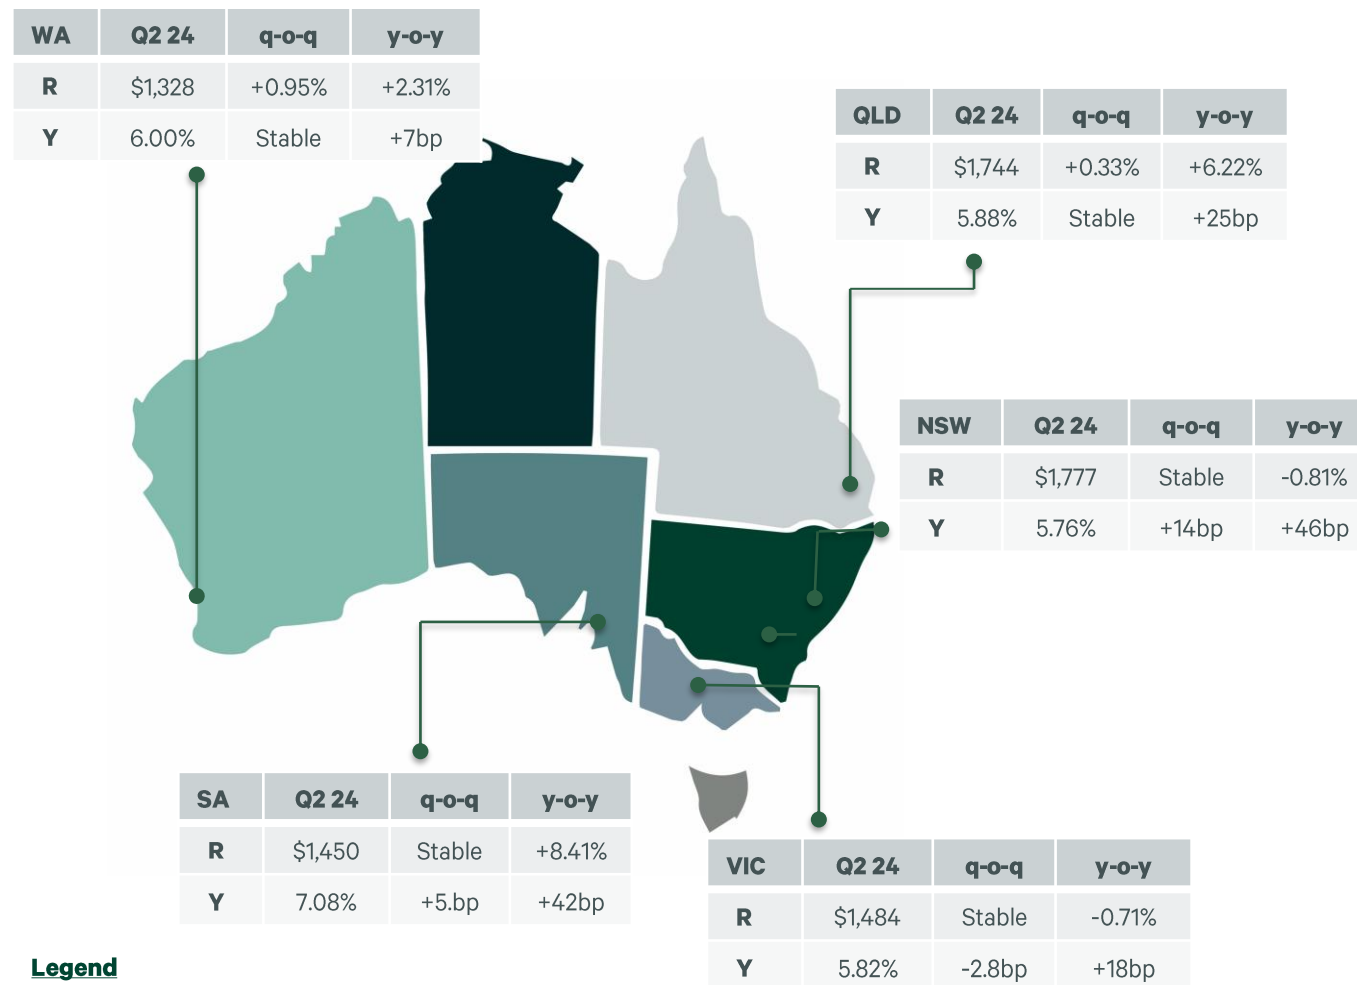 WA Q2 24 q-o-q y-o-y
R $1,328 +0.95% +2.31%
Y 6.00% Stable +7bp
QLD Q2 24 q-o-q y-o-y
R $1,744 +0.33% +6.22%
Y 5.88% Stable +25bp
NSW Q2 24 q-o-q y-o-y
R $1,777 Stable -0.81%
Y 5.76% +14bp +46bp
SA Q2 24 q-o-q y-o-y
R $1,450 Stable +8.41%
Y 7.08% +5.bp +42bp
VIC Q2 24 q-o-q y-o-y
R $1,484 Stable -0.71%
Y 5.82% -2.8bp +18bp
Legend